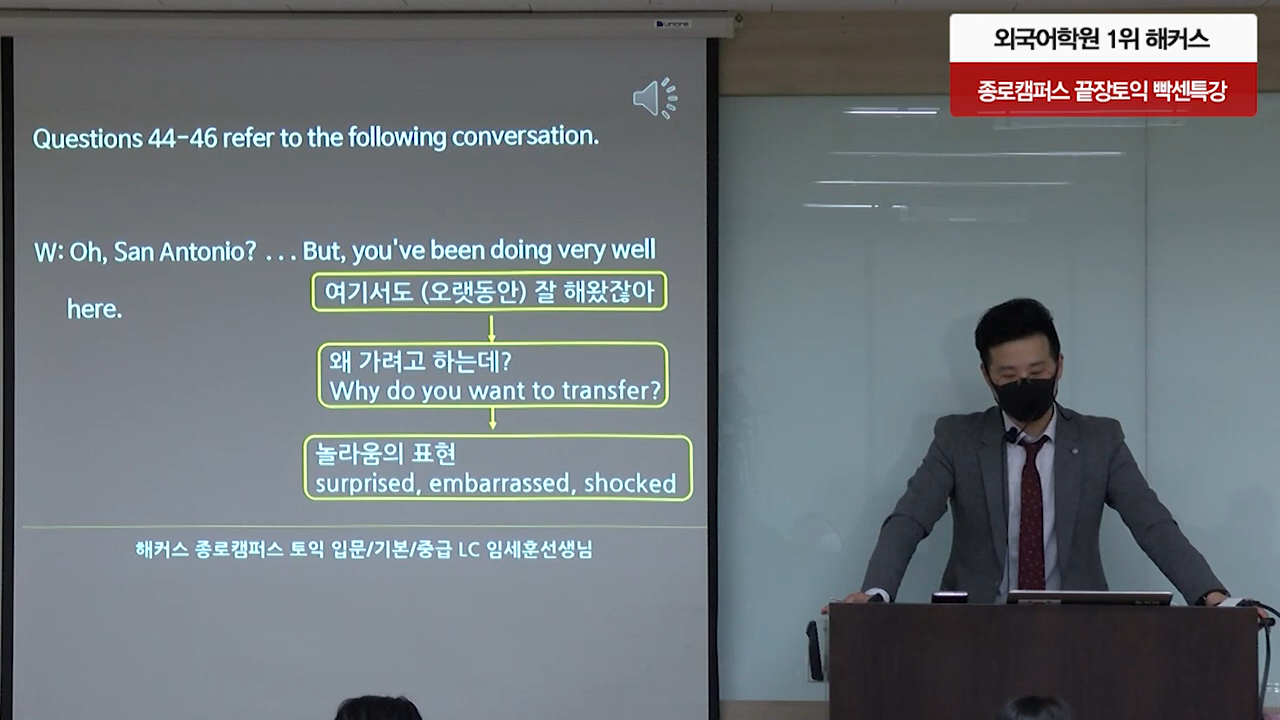 외국어학원 1위 해커스
종로캠퍼스 끝장토익 빡센특강
Questions 44-46 refer to the following conversation.
W: Oh, San Antonio? . . . But, you've been doing very well
here.
여기서도 (오랫동안) 잘 해왔잖아
왜 가려고 하는데?
Why do you want to transfer?
놀라움의 표현
surprised, embarrassed, shocked
해커스 종로캠퍼스 토익 입문/기본/중급 LC 임세훈선생님